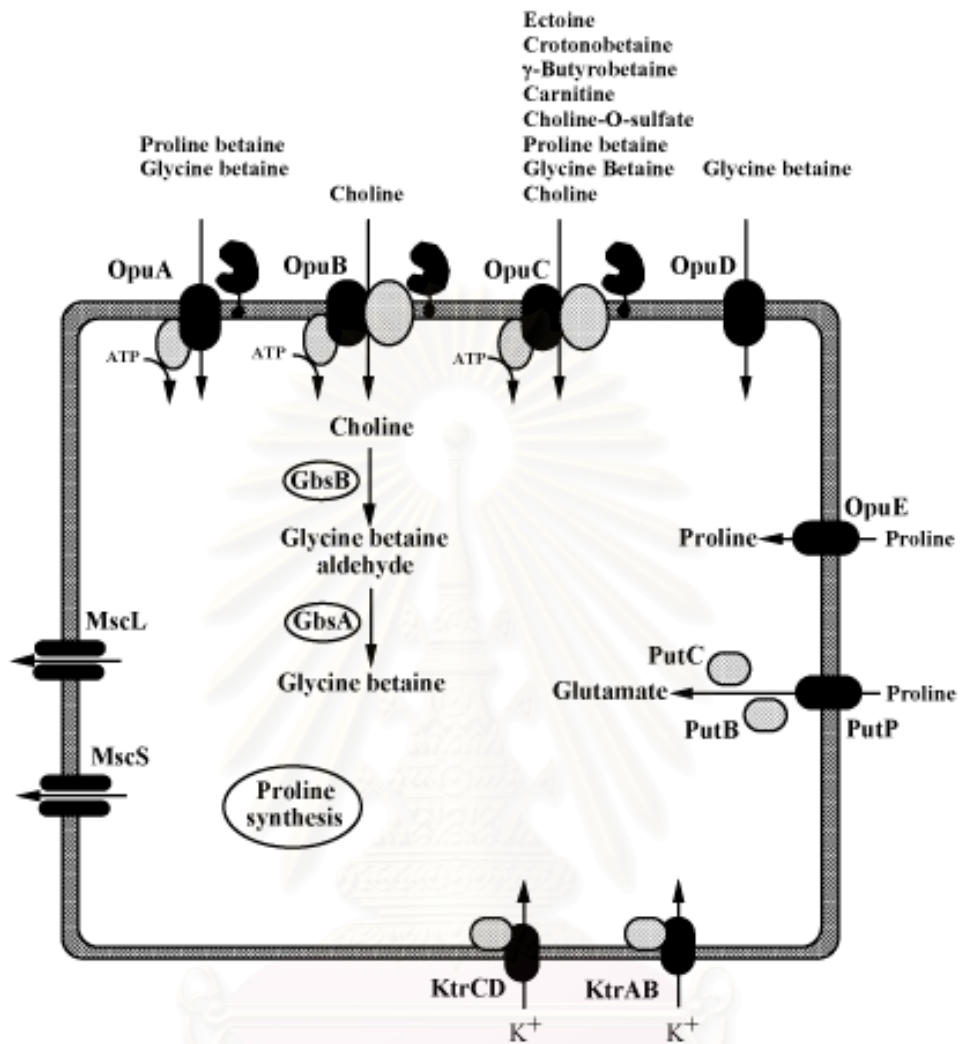 Ectoine
Crotonobetaine
γ-Butyrobetaine
Carnitine
Choline-O-sulfate
Proline betaine
Glycine Betaine
Choline
Proline betaine
Glycine betaine
Choline
Glycine betaine
OpuA
OpuB
OpuC
OpuD
ATP
ATP
ATP
Choline
GbsB
Glycine betaine
aldehyde
GbsA
Glycine betaine
OpuE
Proline
Proline
MscL
PutC
Glutamate
Proline
PutB
PutP
MscS
Proline
synthesis
KtrCD
KtrAB
K+
K+